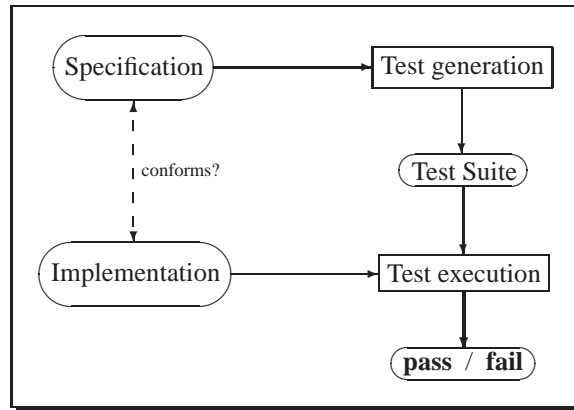 Specification
Test generation
conforms?
Test Suite
Implementation
Test execution
pass / fail